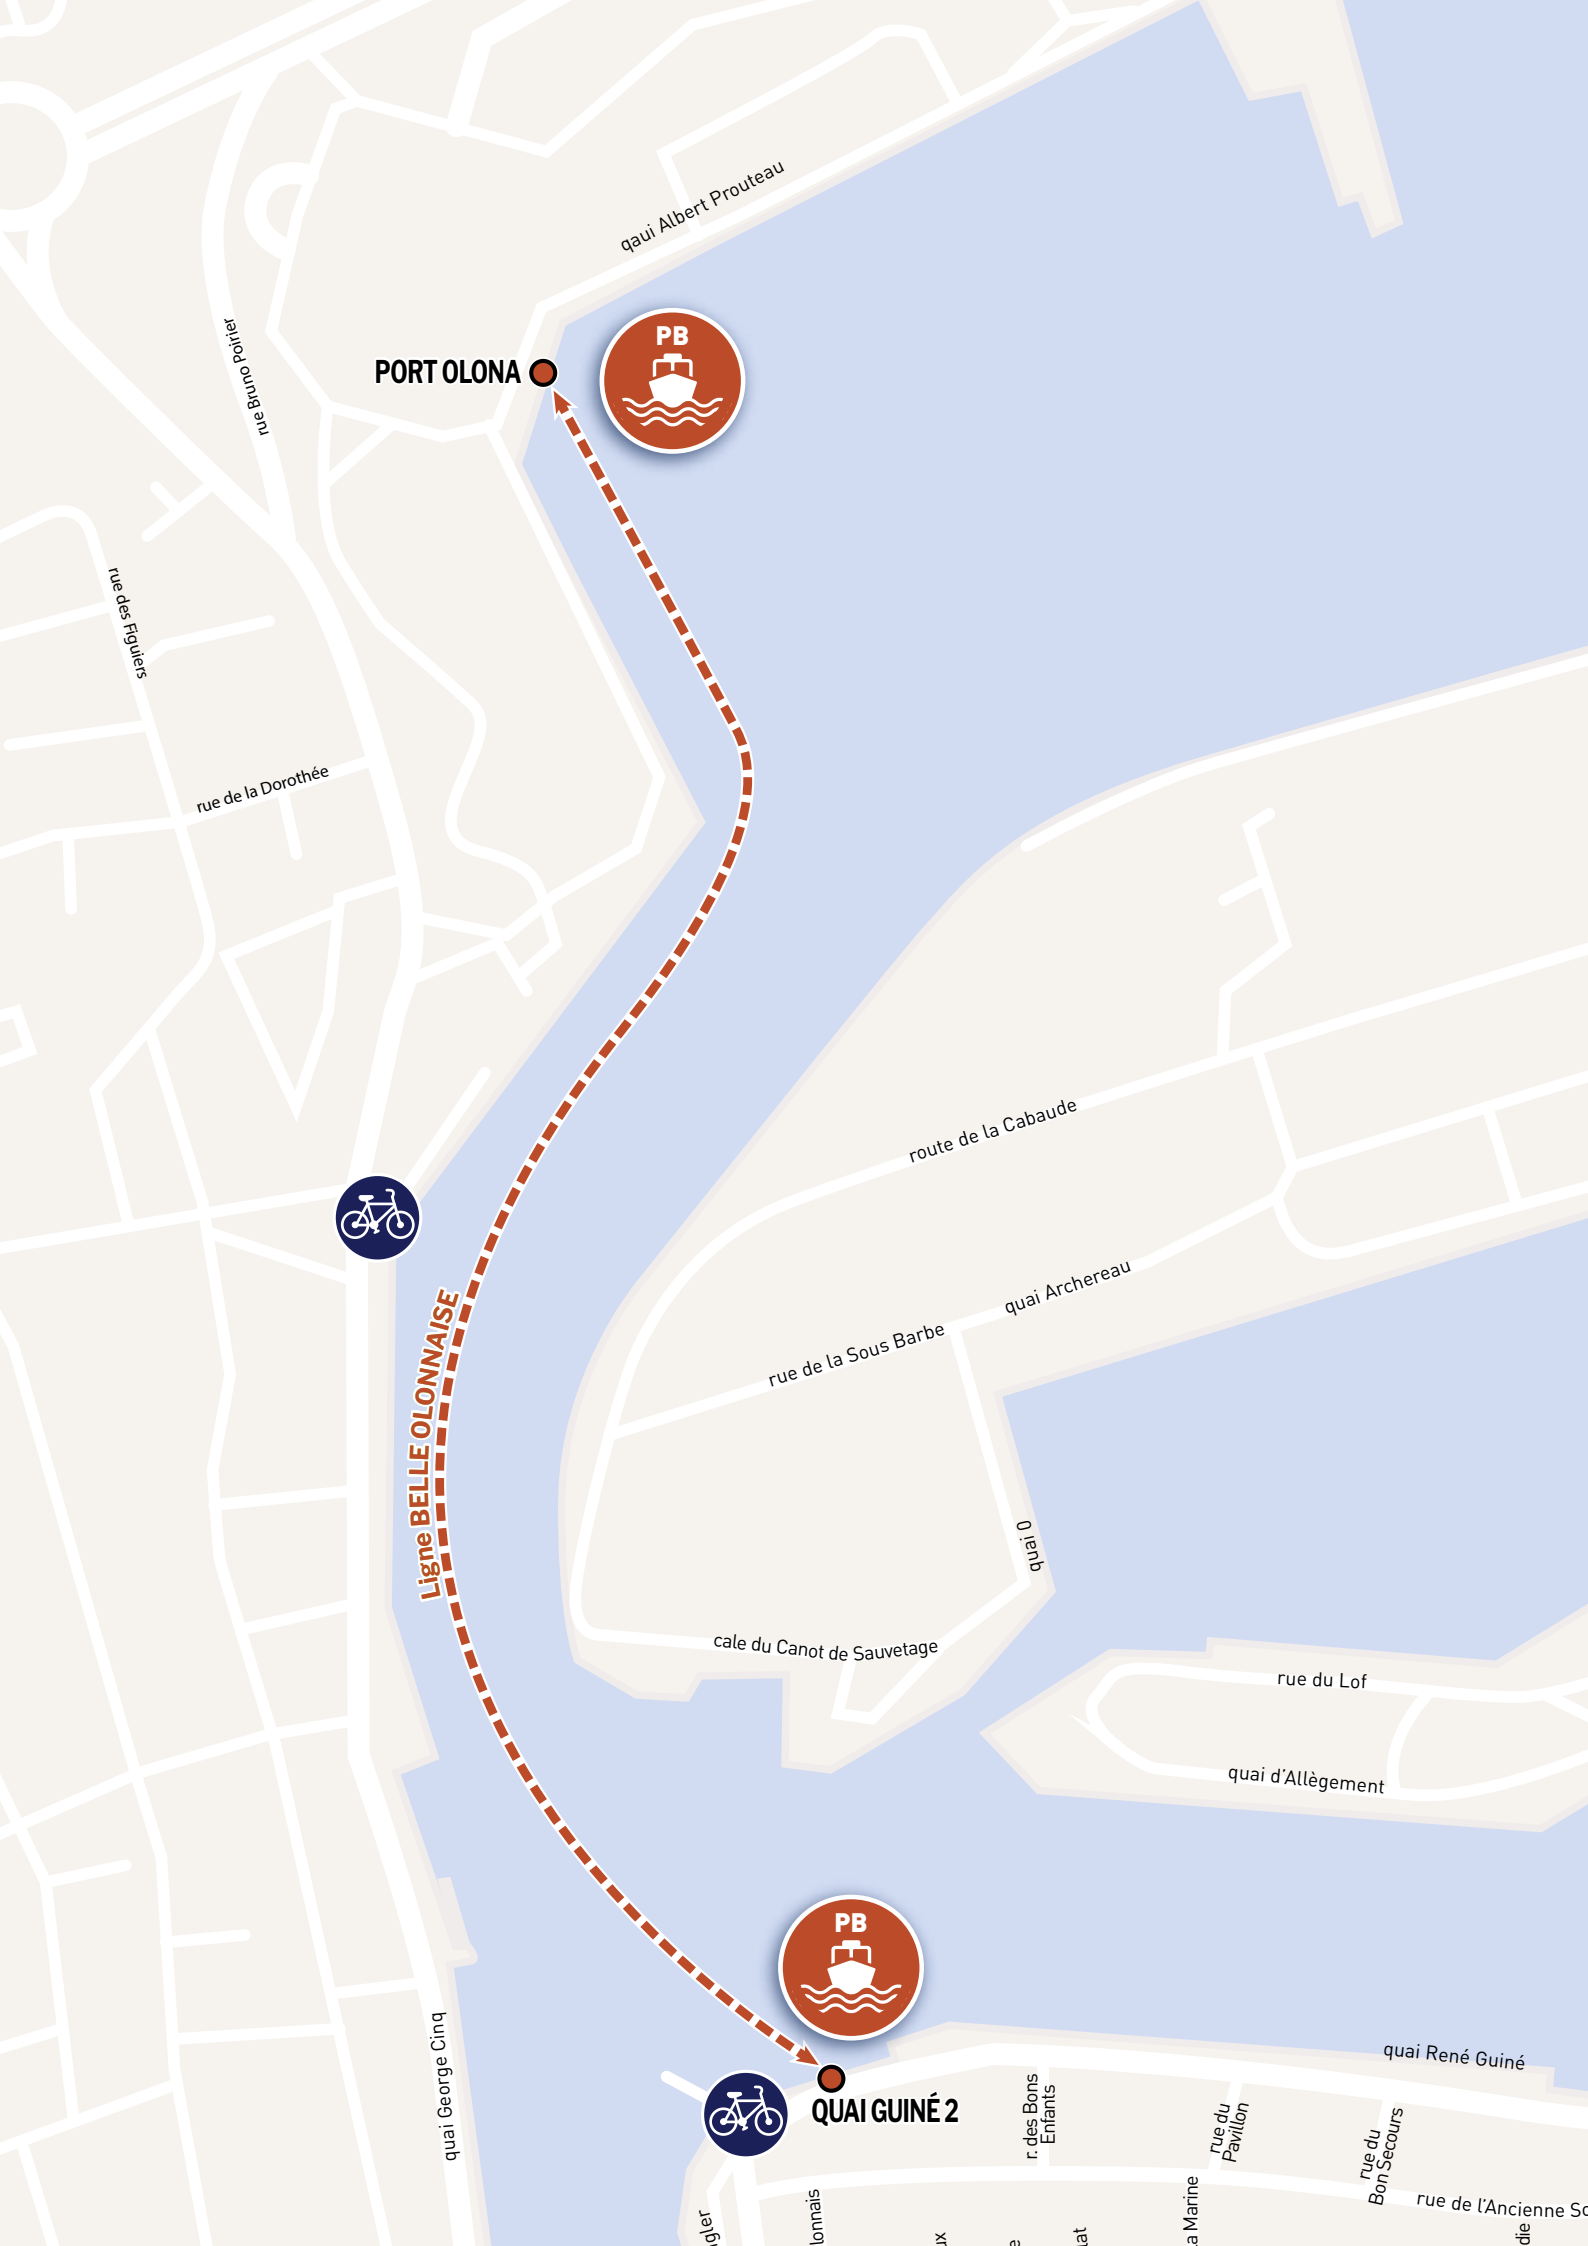 qaui Albert Prouteau
PB
PORT OLONA
rue Bruno Poirier
rue des Figuiers
rue de la Dorothée
route de la Cabaude
quai Archereau
rue de la Sous Barbe
Ligne BELLE OLONNAISE
quai 0
cale du Canot de Sauvetage
rue du Lof
quai d'Allègement
PB
quai George Cinq
quai René Guiné
QUAI GUINÉ 2
r. des Bons
Enfants
rue du
Pavillon
rue du
Bon Secours
rue de l'Ancienne
Marine